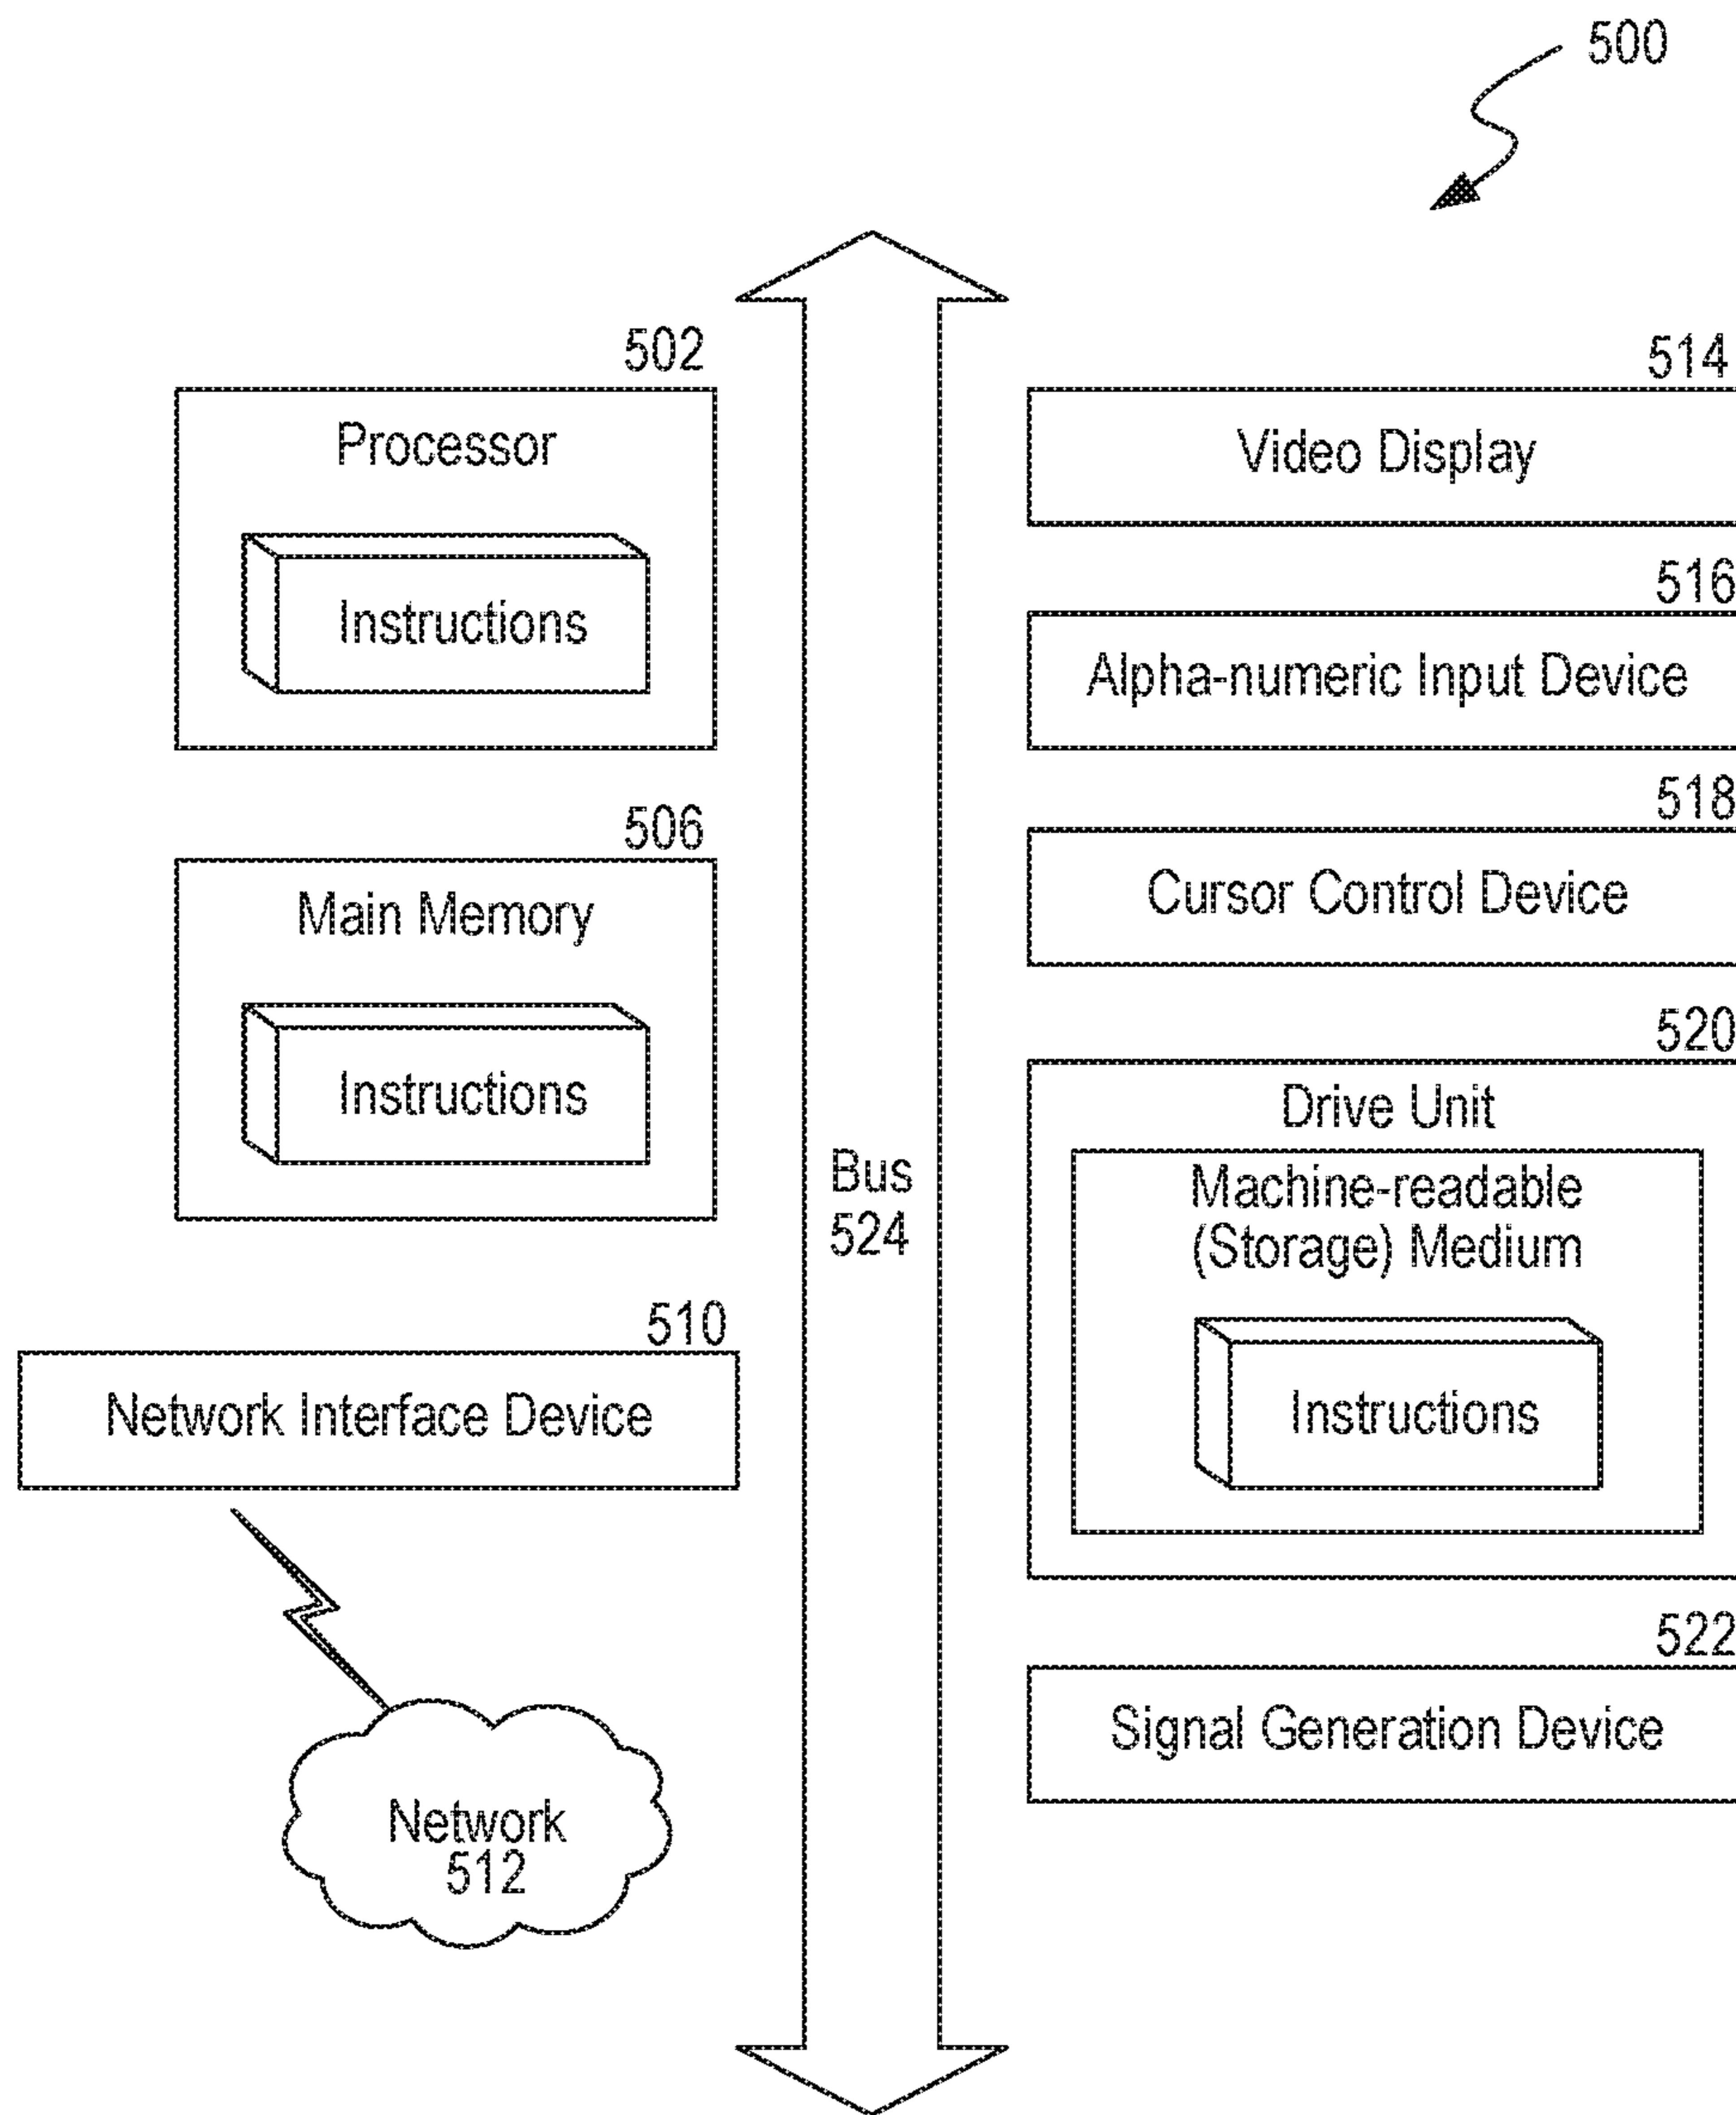 500
502
Processor
Instructions
506
Main Memory
Instructions
510
Network Interface Device
Network
512
Bus
524
514
Video Display
516
Alpha-numeric Input Device
518
Cursor Control Device
520
Drive Unit
Machine-readable
(Storage) Medium
Instructions
522
Signal Generation Device